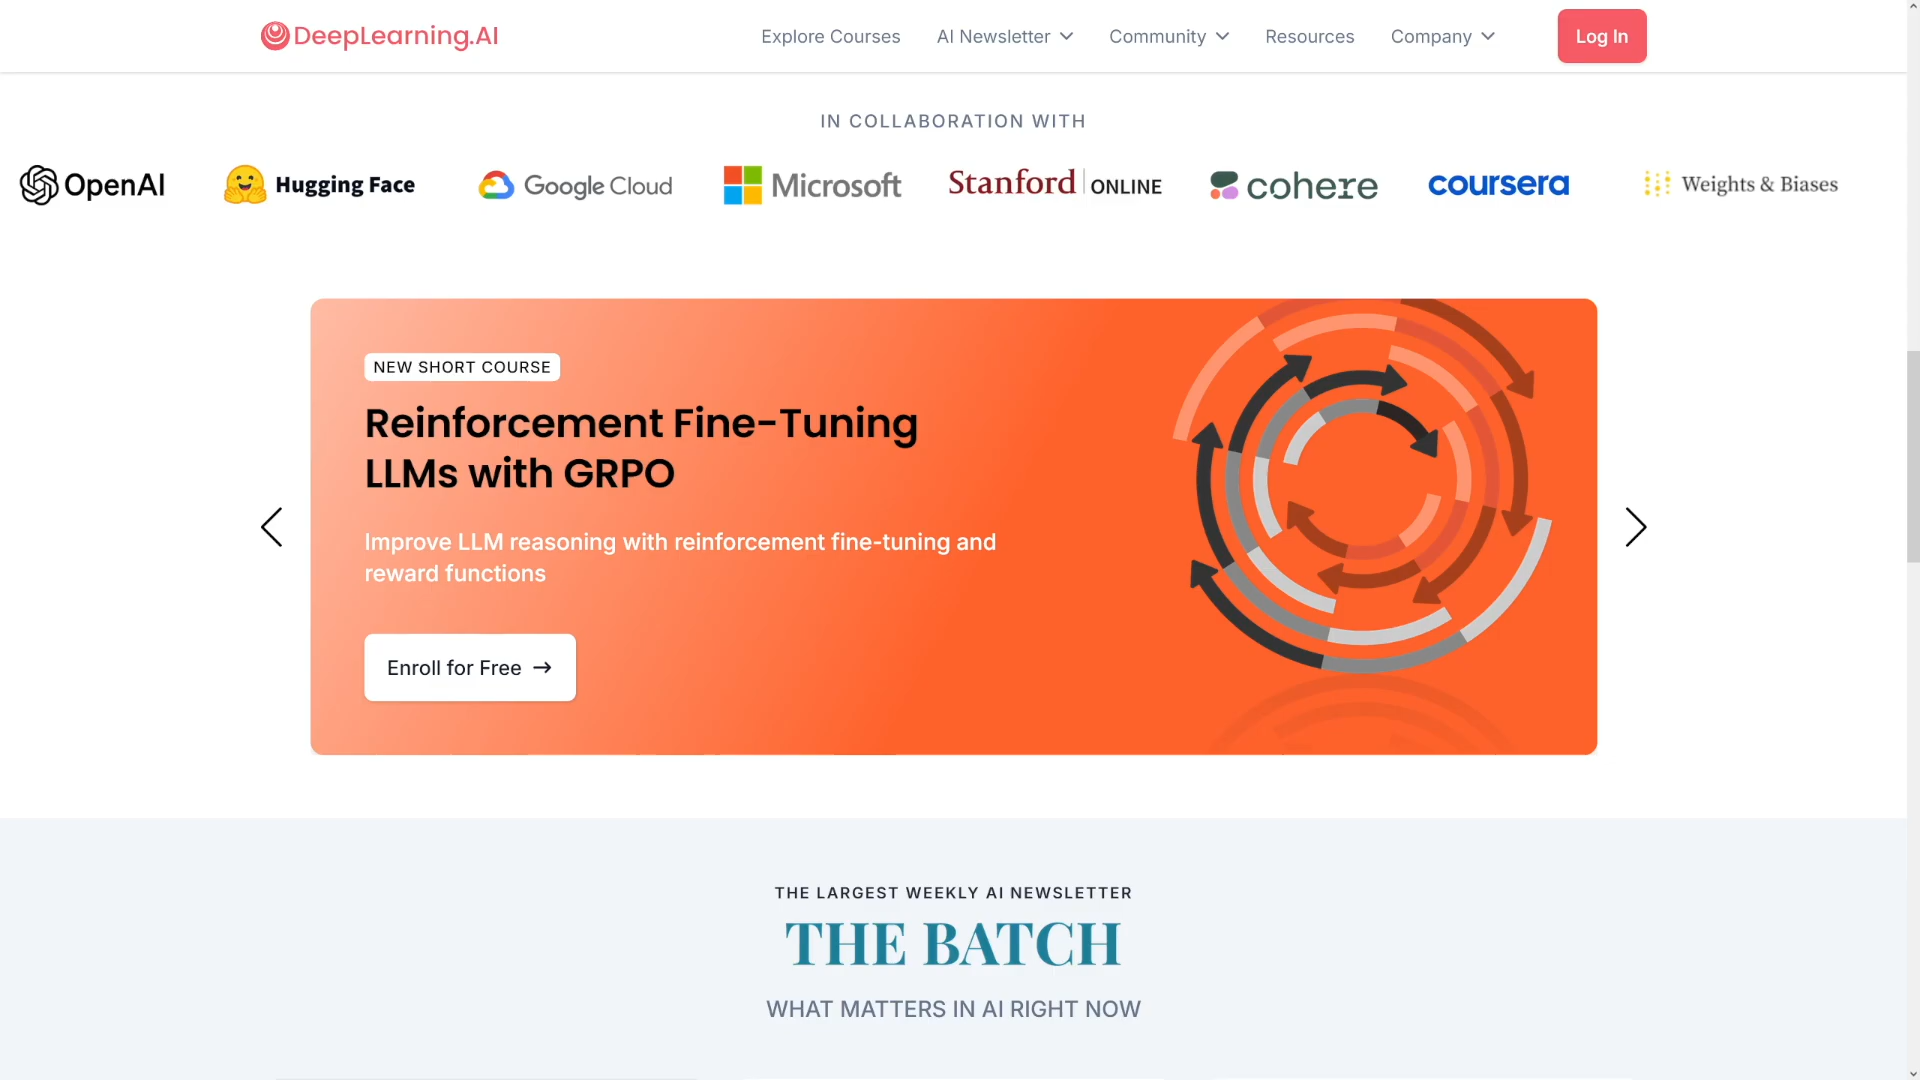 DeepLearning.AI
Explore Courses
AI Newsletter
Community
Resources
Company
Log In
IN COLLABORATION WITH
OpenAI
Hugging Face
Google Cloud
Microsoft
Stanford ONLINE
cohere
coursera
Weights & Biases
NEW SHORT COURSE
Reinforcement Fine-Tuning
LLMs with GRPO
Improve LLM reasoning with reinforcement fine-tuning and
reward functions
Enroll for Free →
THE LARGEST WEEKLY AI NEWSLETTER
THE BATCH
WHAT MATTERS IN AI RIGHT NOW